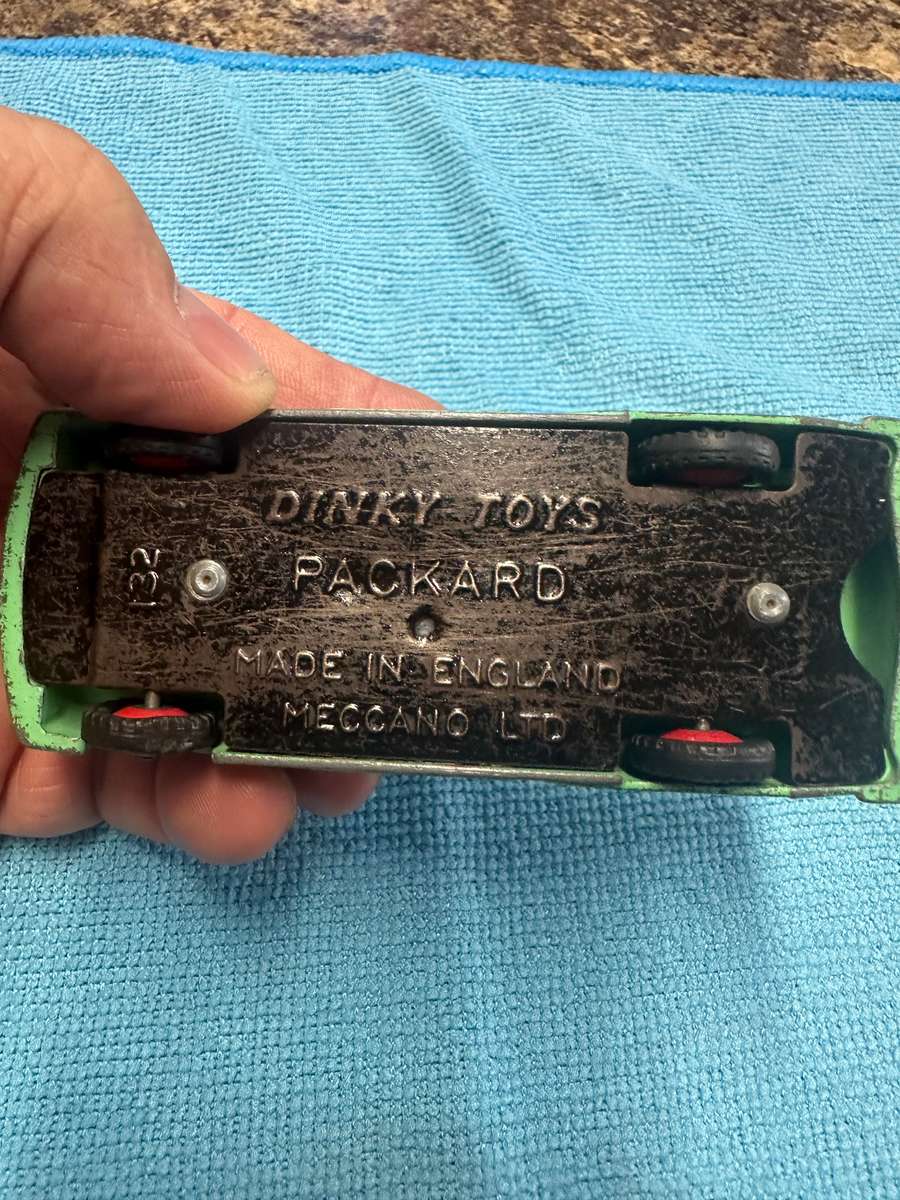 DINKY TOYS
132
PACKARD
MADE IN ENGLAND
MECCANO LTD